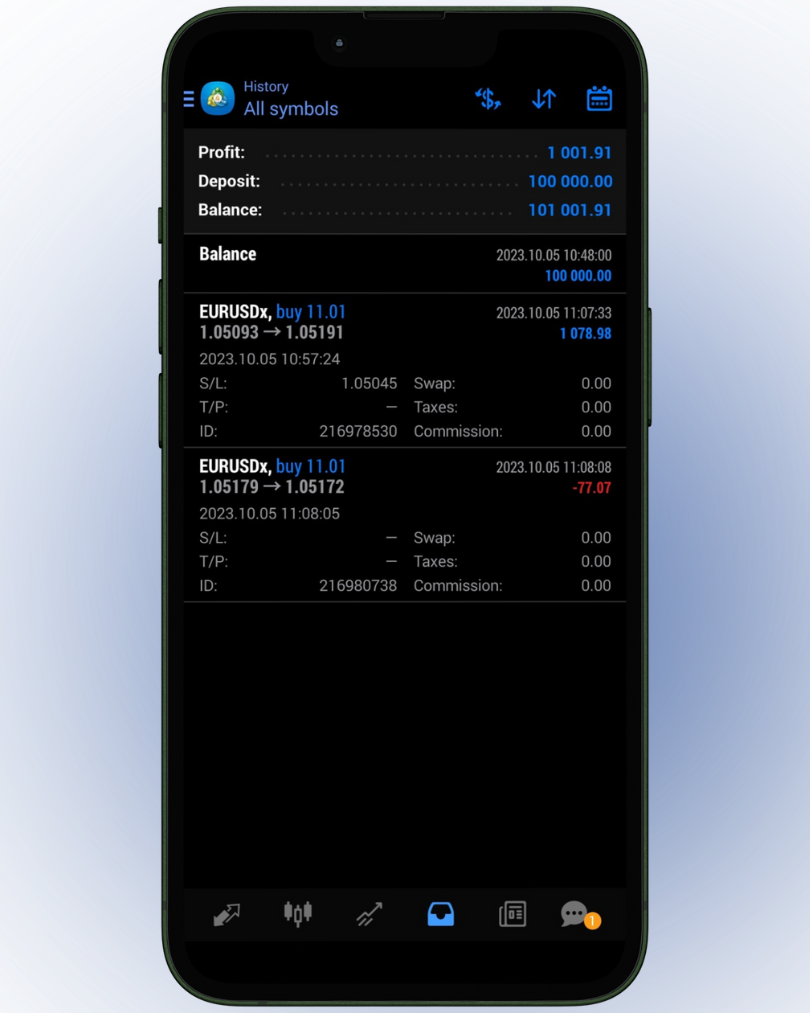 History
All symbols
Profit: 1 001.91
Deposit: 100 000.00
Balance: 101 001.91
Balance 2023.10.05 10:48:00
100 000.00
EURUSDx, buy 11.01 2023.10.05 11:07:33
1.05093 → 1.05191 1 078.98
2023.10.05 10:57:24
S/L: 1.05045 Swap: 0.00
T/P: – Taxes: 0.00
ID: 216978530 Commission: 0.00
EURUSDx, buy 11.01 2023.10.05 11:08:08
1.05179 → 1.05172 -77.07
2023.10.05 11:08:05
S/L: – Swap: 0.00
T/P: – Taxes: 0.00
ID: 216980738 Commission: 0.00
1